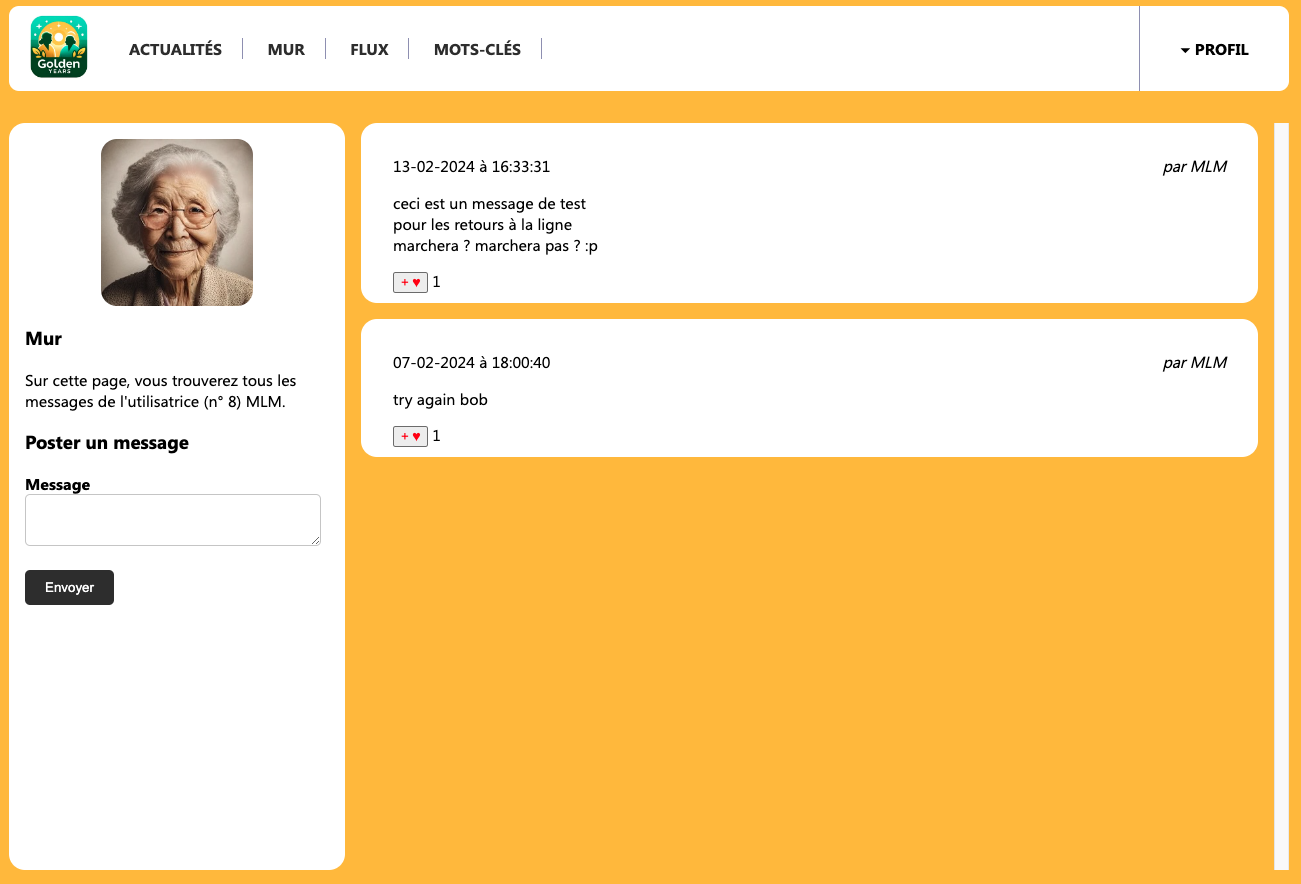 Golden
YEARS
ACTUALITÉS
MUR
FLUX
MOTS-CLÉS
PROFIL
Mur
Sur cette page, vous trouverez tous les
messages de l'utilisatrice (n° 8) MLM.
Poster un message
Message
Envoyer
13-02-2024 à 16:33:31
par MLM
ceci est un message de test
pour les retours à la ligne
marchera ? marchera pas ? :p
+ ♥ 1
07-02-2024 à 18:00:40
par MLM
try again bob
+ ♥ 1